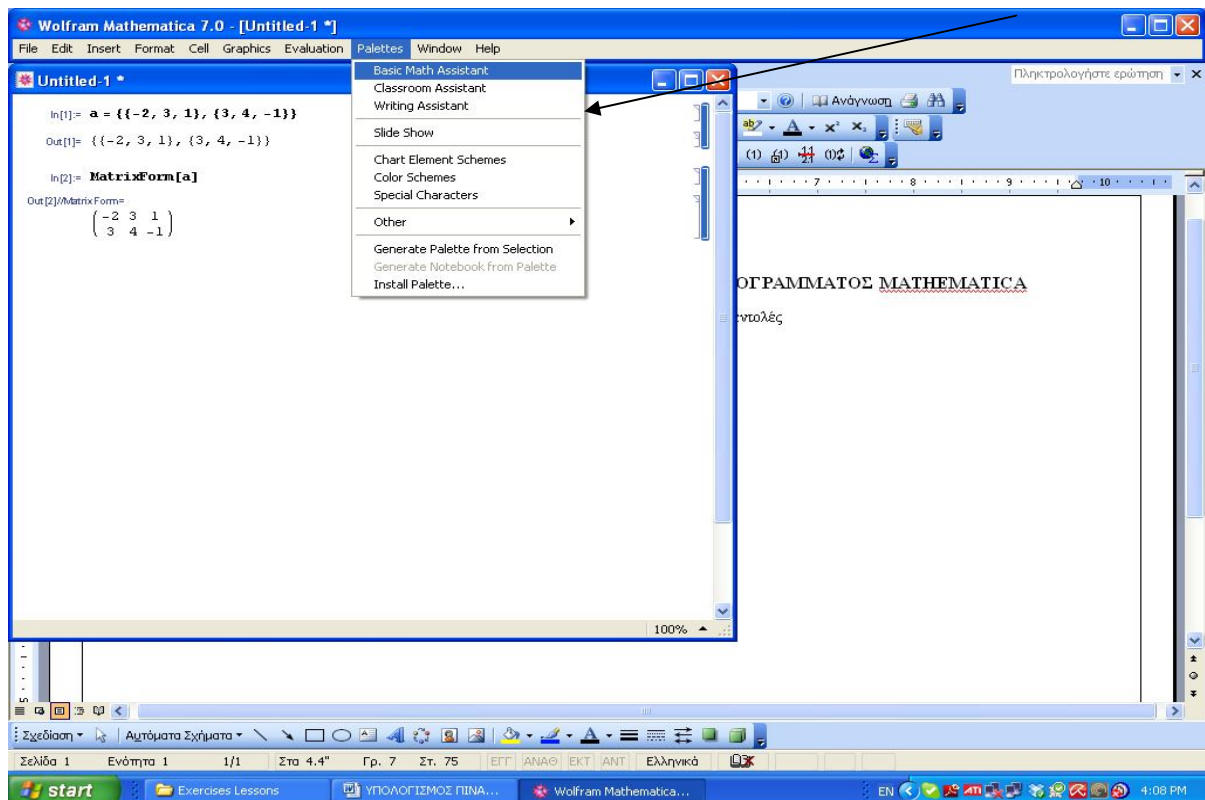 Wolfram Mathematica 7.0 - [Untitled-1 *]
File Edit Insert Format Cell Graphics Evaluation Palettes Window Help
Untitled-1 *
In[1]:= a = {{-2, 3, 1}, {3, 4, -1}}
Out[1]= {{-2, 3, 1}, {3, 4, -1}}
In[2]:= MatrixForm[a]
Out[2]//MatrixForm=
-2 3 1
3 4 -1
Basic Math Assistant
Classroom Assistant
Writing Assistant
Slide Show
Chart Element Schemes
Color Schemes
Special Characters
Other
Generate Palette from Selection
Generate Notebook from Palette
Install Palette...
100%
Πληκτρολογήστε ερώτηση
Ανάγνωση
7 8 9 10
ΟΓΡΑΜΜΑΤΟΣ MATHEMATICA
εντολές
Σχεδίαση Αυτόματα Σχήματα
Σελίδα 1 Ενότητα 1 1/1 Στα 4.4" Γρ. 7 Στ. 75 ΕΓΓ ΑΝΑΘ ΕΚΤ ΑΝΤ Ελληνικά
start Exercises Lessons ΥΠΟΛΟΓΙΣΜΟΣ ΠΙΝΑ... Wolfram Mathematica... EN 4:08 PM